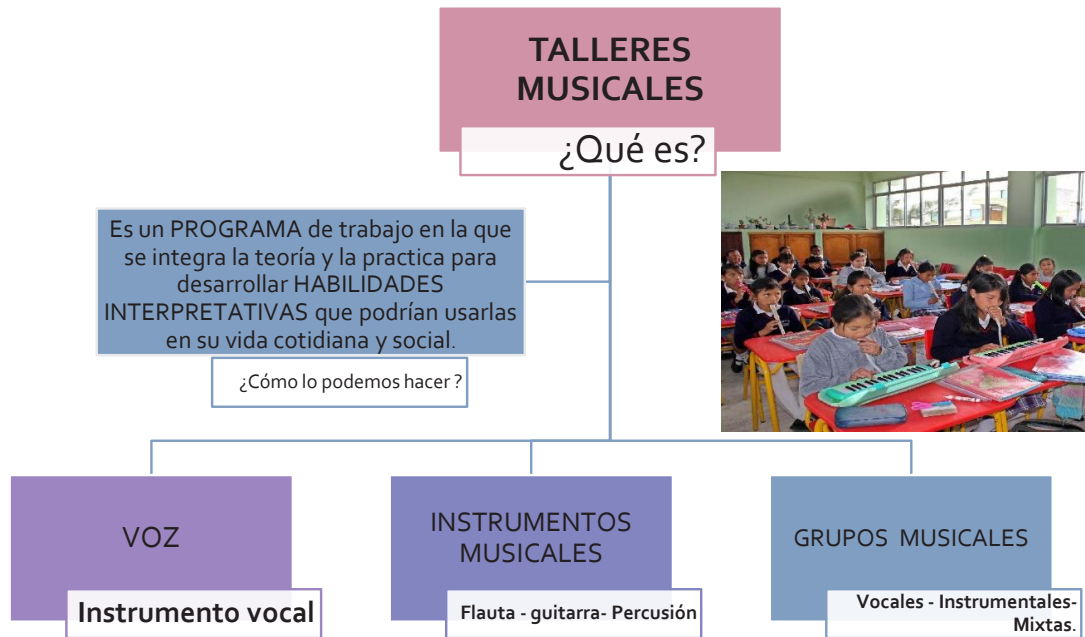 TALLERES
MUSICALES
¿Qué es?
Es un PROGRAMA de trabajo en la que
se integra la teoría y la practica para
desarrollar HABILIDADES
INTERPRETATIVAS que podrían usarlas
en su vida cotidiana y social.
¿Cómo lo podemos hacer ?
VOZ
Instrumento vocal
INSTRUMENTOS
MUSICALES
Flauta - guitarra- Percusión
GRUPOS MUSICALES
Vocales - Instrumentales-
Mixtas.